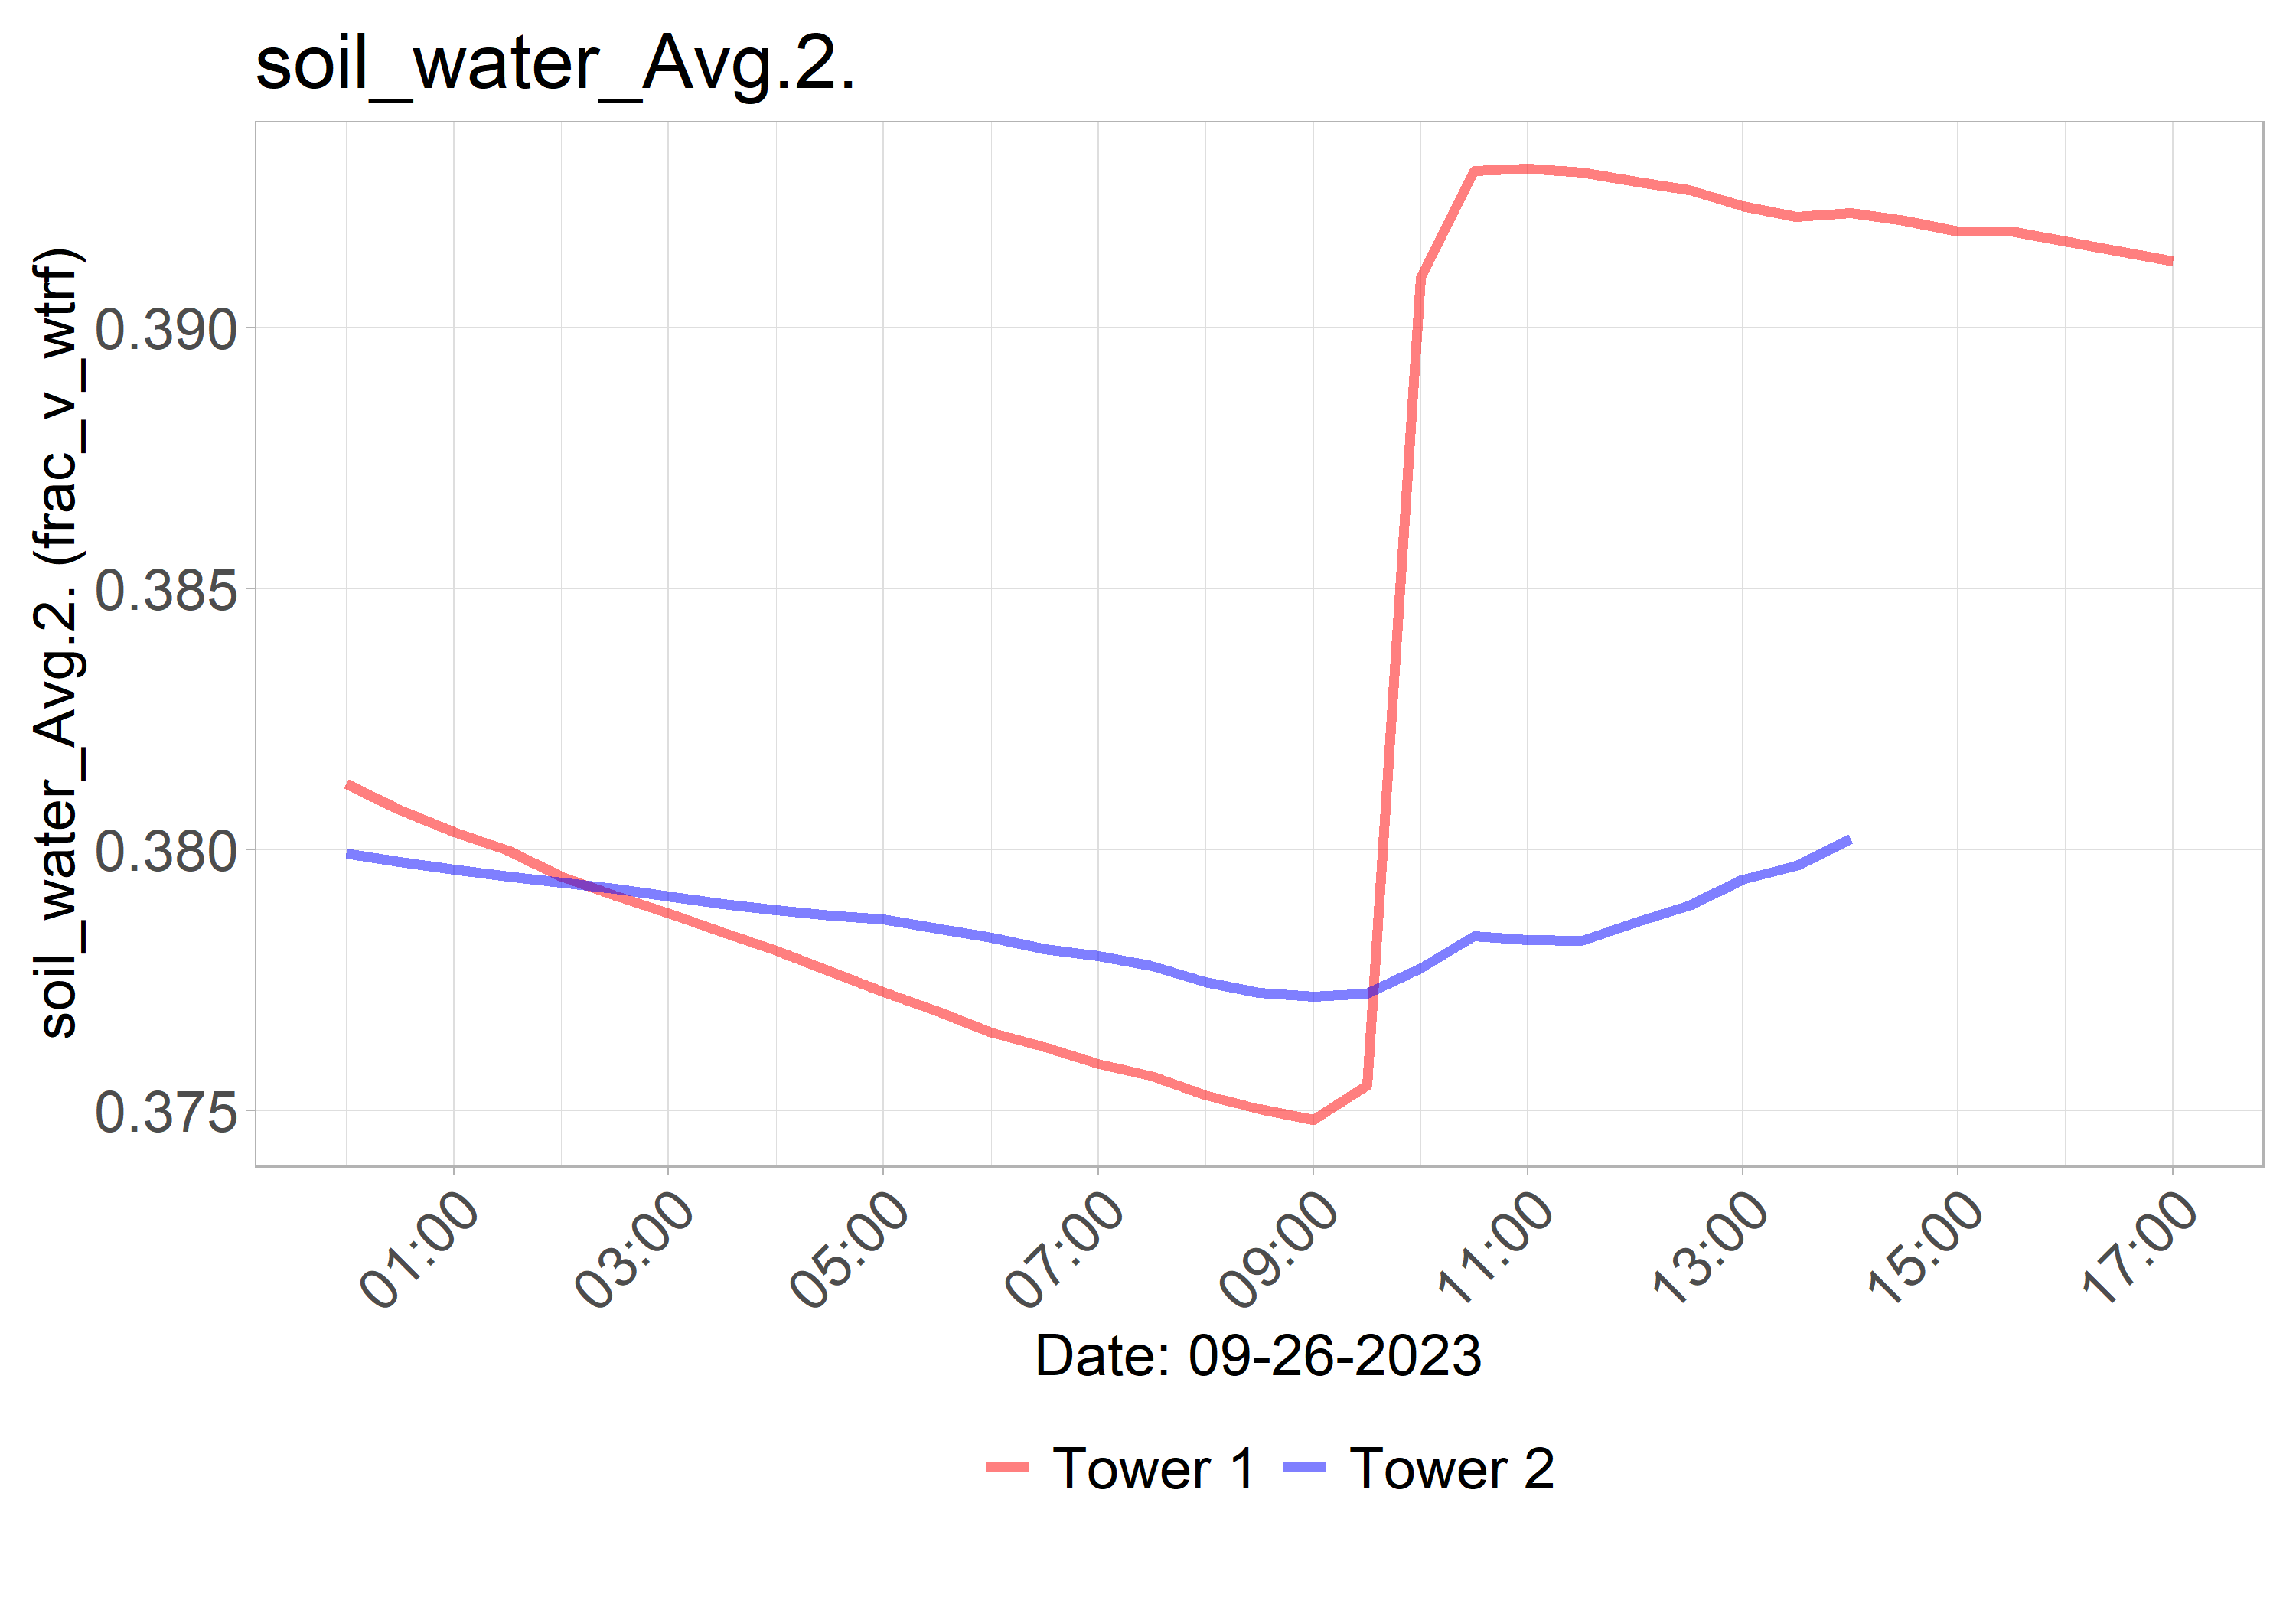 soil_water_Avg.2.
soil_water_Avg.2. (frac_v_wtrf)
0.390
0.385
0.380
0.375
01:00
03:00
05:00
07:00
09:00
11:00
13:00
15:00
17:00
Date: 09-26-2023
Tower 1
Tower 2